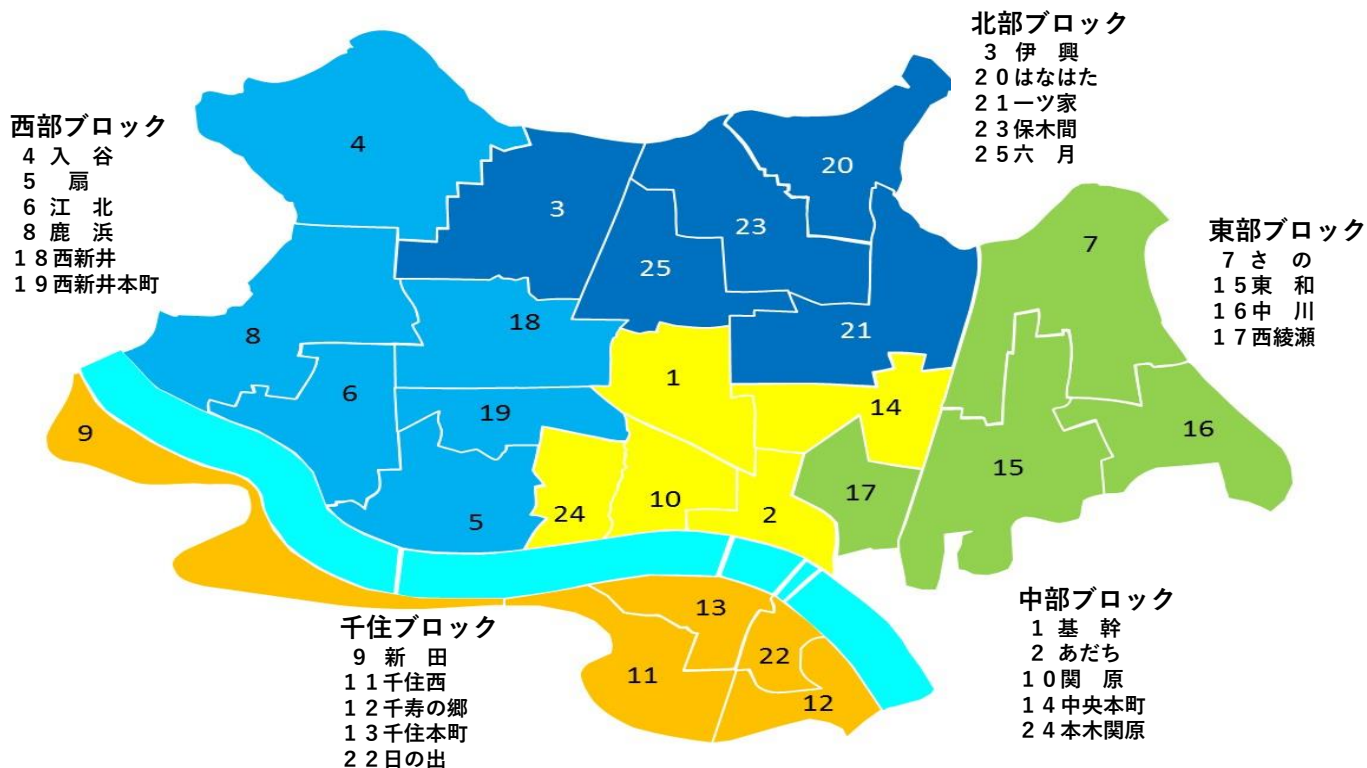 北部ブロック
3 伊 興
20はなはた
21一ツ家
23保木間
25六 月
西部ブロック
4 入 谷
5 扇
6 江 北
8 鹿 浜
18西新井
19西新井本町
東部ブロック
7 さ の
15東 和
16中 川
17西綾瀬
4
20
3
23
7
25
18
21
8
1
6
14
19
9
16
15
10
17
24
2
5
13
22
11
12
千住ブロック
9 新 田
11千住西
12千寿の郷
13千住本町
22日の出
中部ブロック
1 基 幹
2 あだち
10関 原
14中央本町
24本木関原